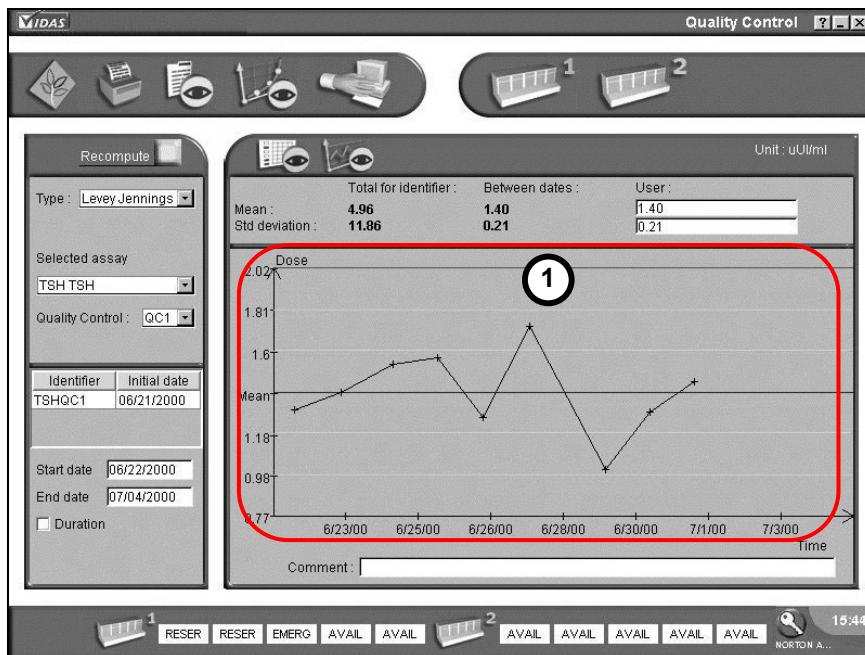 VIDAS
Quality Control ? _ X
1 2
Recompute
Type : Levey Jennings
Selected assay
TSH TSH
Quality Control : QC1
Identifier Initial date
TSHQC1 06/21/2000
Start date 06/22/2000
End date 07/04/2000
Duration
Unit : uUI/ml
Total for identifier : Between dates : User :
Mean : 4.96 1.40 1.40
Std deviation : 11.86 0.21 0.21
Dose
1
2.02
1.81
1.6
Mean
1.18
0.98
0.77
6/23/00 6/25/00 6/26/00 6/28/00 6/30/00 7/1/00 7/3/00
Time
Comment :
1 RESER RESER EMERG AVAIL AVAIL 2 AVAIL AVAIL AVAIL AVAIL AVAIL
NORTON A...
15:44